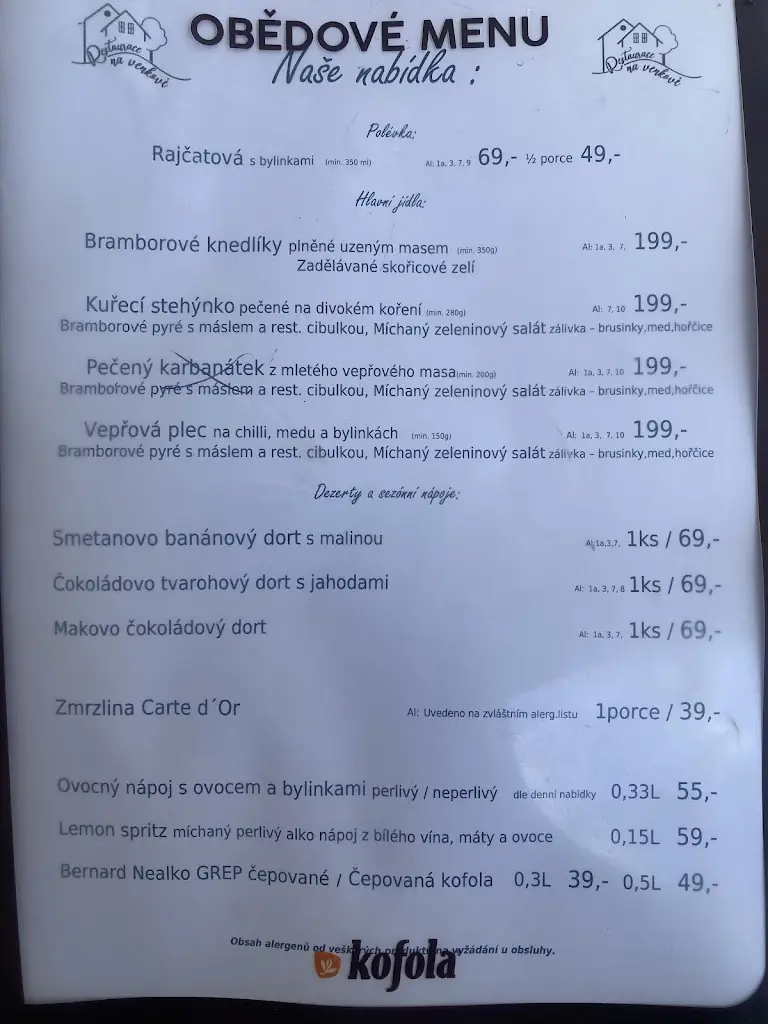 Restaurace na venkově
OBĚDOVÉ MENU
Restaurace na venkově
Naše nabídka :
Polévka:
Rajčatová s bylinkami (min. 350 ml) Al: 1a, 3, 7, 9 69,- ½ porce 49,-
Hlavní jídla:
Bramborové knedlíky plněné uzeným masem (min. 350g) Al: 1a, 3, 7, 199,-
Zadělávané skořicové zelí
Kuřecí stehýnko pečené na divokém koření (min. 280g) Al: 7, 10 199,-
Bramborové pyré s máslem a rest. cibulkou, Míchaný zeleninový salát zálivka - brusinky,med,hořčice
Pečený karbanátek z mletého vepřového masa(min. 200g) Al: 1a, 3, 7, 10 199,-
Bramborové pyré s máslem a rest. cibulkou, Míchaný zeleninový salát zálivka - brusinky,med,hořčice
Vepřová plec na chilli, medu a bylinkách (min. 150g) Al: 1a, 3, 7, 10 199,-
Bramborové pyré s máslem a rest. cibulkou, Míchaný zeleninový salát zálivka - brusinky,med,hořčice
Dezerty a sezónní nápoje:
Smetanovo banánový dort s malinou Al:1a,3,7, 1ks / 69,-
Čokoládovo tvarohový dort s jahodami Al: 1a, 3, 7, 8 1ks / 69,-
Makovo čokoládový dort Al: 1a, 3, 7, 1ks / 69,-
Zmrzlina Carte d´Or Al: Uvedeno na zvláštním alerg.listu 1porce / 39,-
Ovocný nápoj s ovocem a bylinkami perlivý / neperlivý dle denní nabídky 0,33L 55,-
Lemon spritz míchaný perlivý alko nápoj z bílého vína, máty a ovoce 0,15L 59,-
Bernard Nealko GREP čepované / Čepovaná kofola 0,3L 39,- 0,5L 49,-
Obsah alergenů od veškerých produktů na vyžádání u obsluhy.
kofola